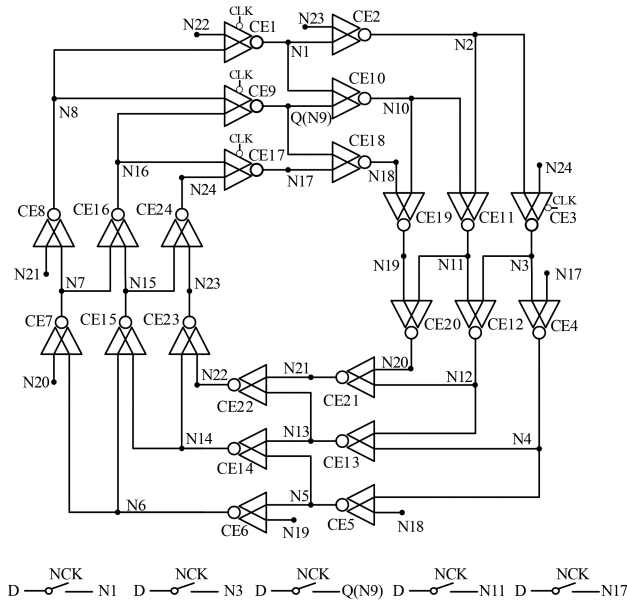 CLK
N22 CE1 N23 CE2
N1 N2
CLK
CE9 CE10
N8 Q(N9) N10
CLK
CE17 CE18
N16 N24 N17 N18
N24
CE8 CE16 CE24 CE19 CE11 CLK
CE3
N21 N7 N15 N23 N19 N11 N3 N17
CE7 CE15 CE23 CE20 CE12 CE4
N20 N22 N21 N20 N12
CE22 CE21
N14 N13 N4
CE14 CE13
N6 N5
CE6 N19 CE5 N18
NCK NCK NCK NCK NCK
D N1 D N3 D Q(N9) D N11 D N17